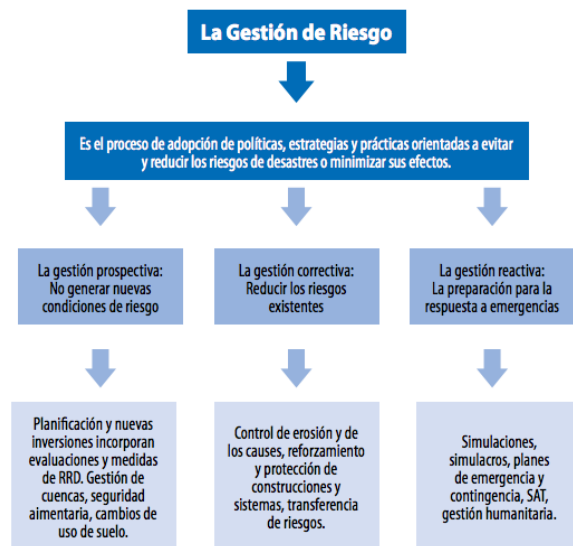 La Gestión de Riesgo
Es el proceso de adopción de políticas, estrategias y prácticas orientadas a evitar
y reducir los riesgos de desastres o minimizar sus efectos.
La gestión prospectiva:
No generar nuevas
condiciones de riesgo
La gestión correctiva:
Reducir los riesgos
existentes
La gestión reactiva:
La preparación para la
respuesta a emergencias
Planificación y nuevas
inversiones incorporan
evaluaciones y medidas
de RRD. Gestión de
cuencas, seguridad
aimentaria, cambios de
uso de suelo.
Control de erosión y de
los causes, reforzamiento
y protección de
construcciones y
sistemas, transferencia
de riesgos.
Simulaciones,
simulacros, planes
de emergencia y
contingencia, SAT,
gestión humanitaria.